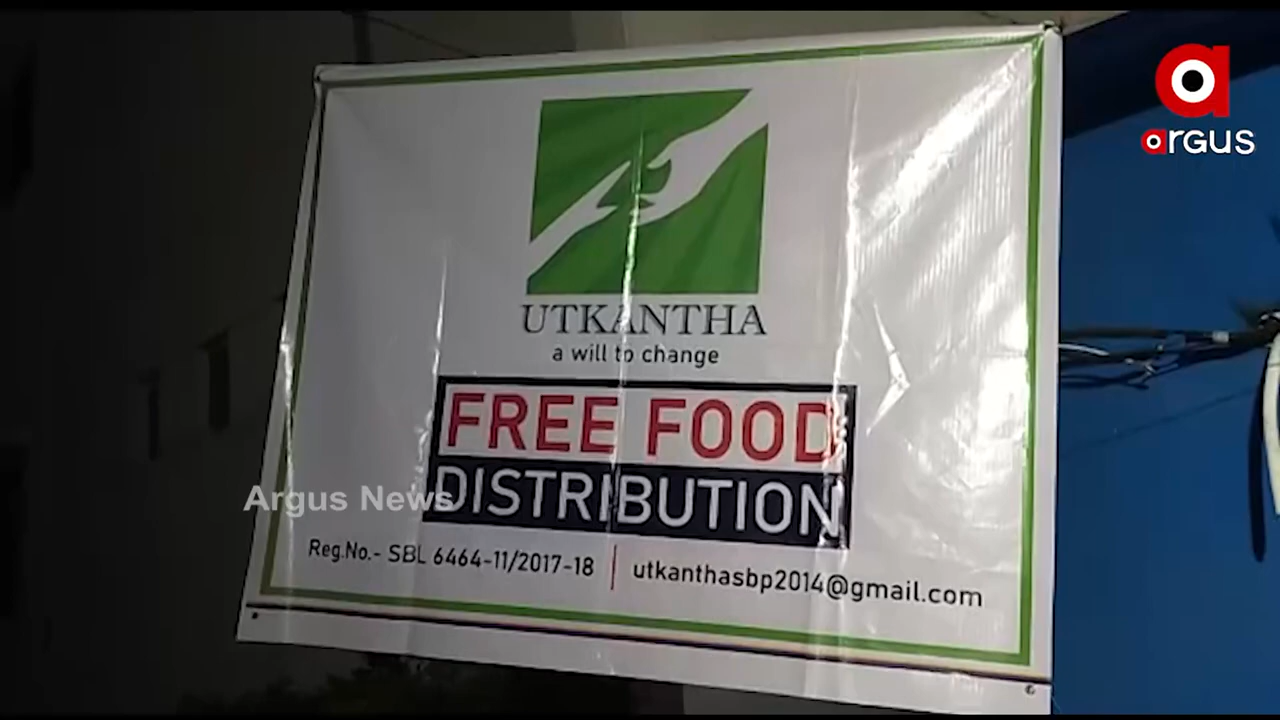 argus
UTKANTHA
a will to change
FREE FOOD
DISTRIBUTION
Argus News
Reg.No.- SBL 6464-11/2017-18 | utkanthasbp2014@gmail.com